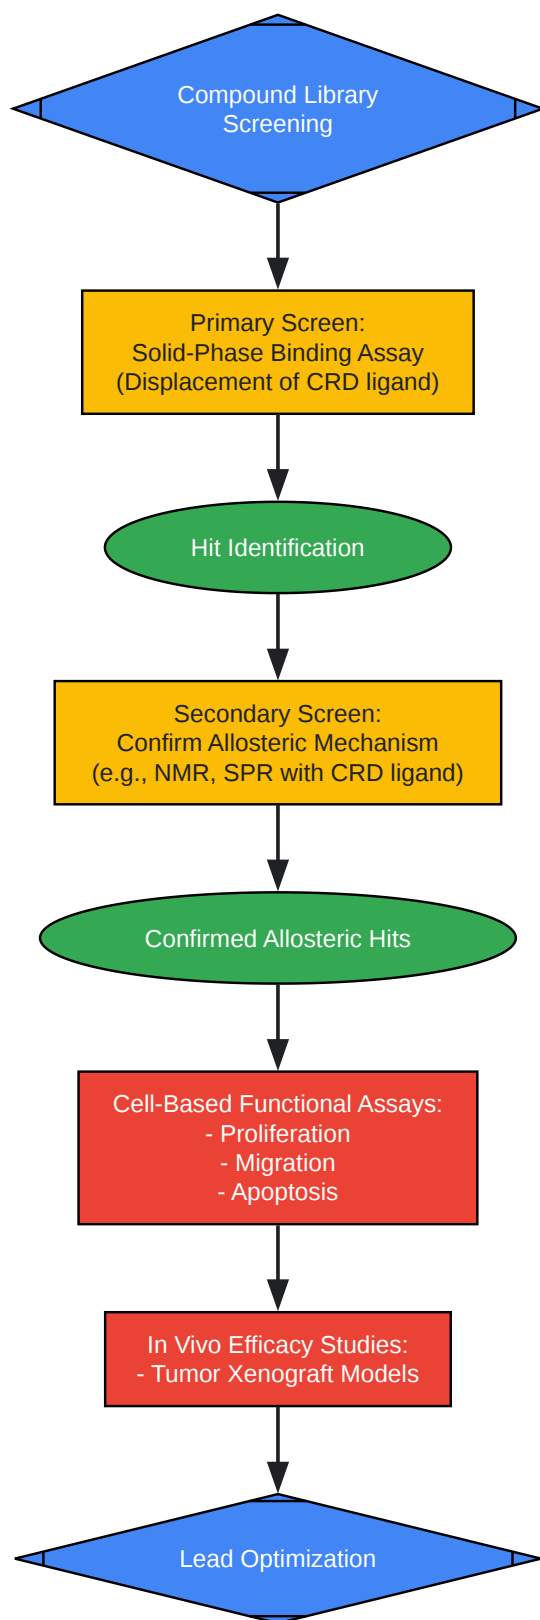 Compound Library
Screening
Primary Screen:
Solid-Phase Binding Assay
(Displacement of CRD ligand)
Hit Identification
Secondary Screen:
Confirm Allosteric Mechanism
(e.g., NMR, SPR with CRD ligand)
Confirmed Allosteric Hits
Cell-Based Functional Assays:
- Proliferation
- Migration
- Apoptosis
In Vivo Efficacy Studies:
- Tumor Xenograft Models
Lead Optimization